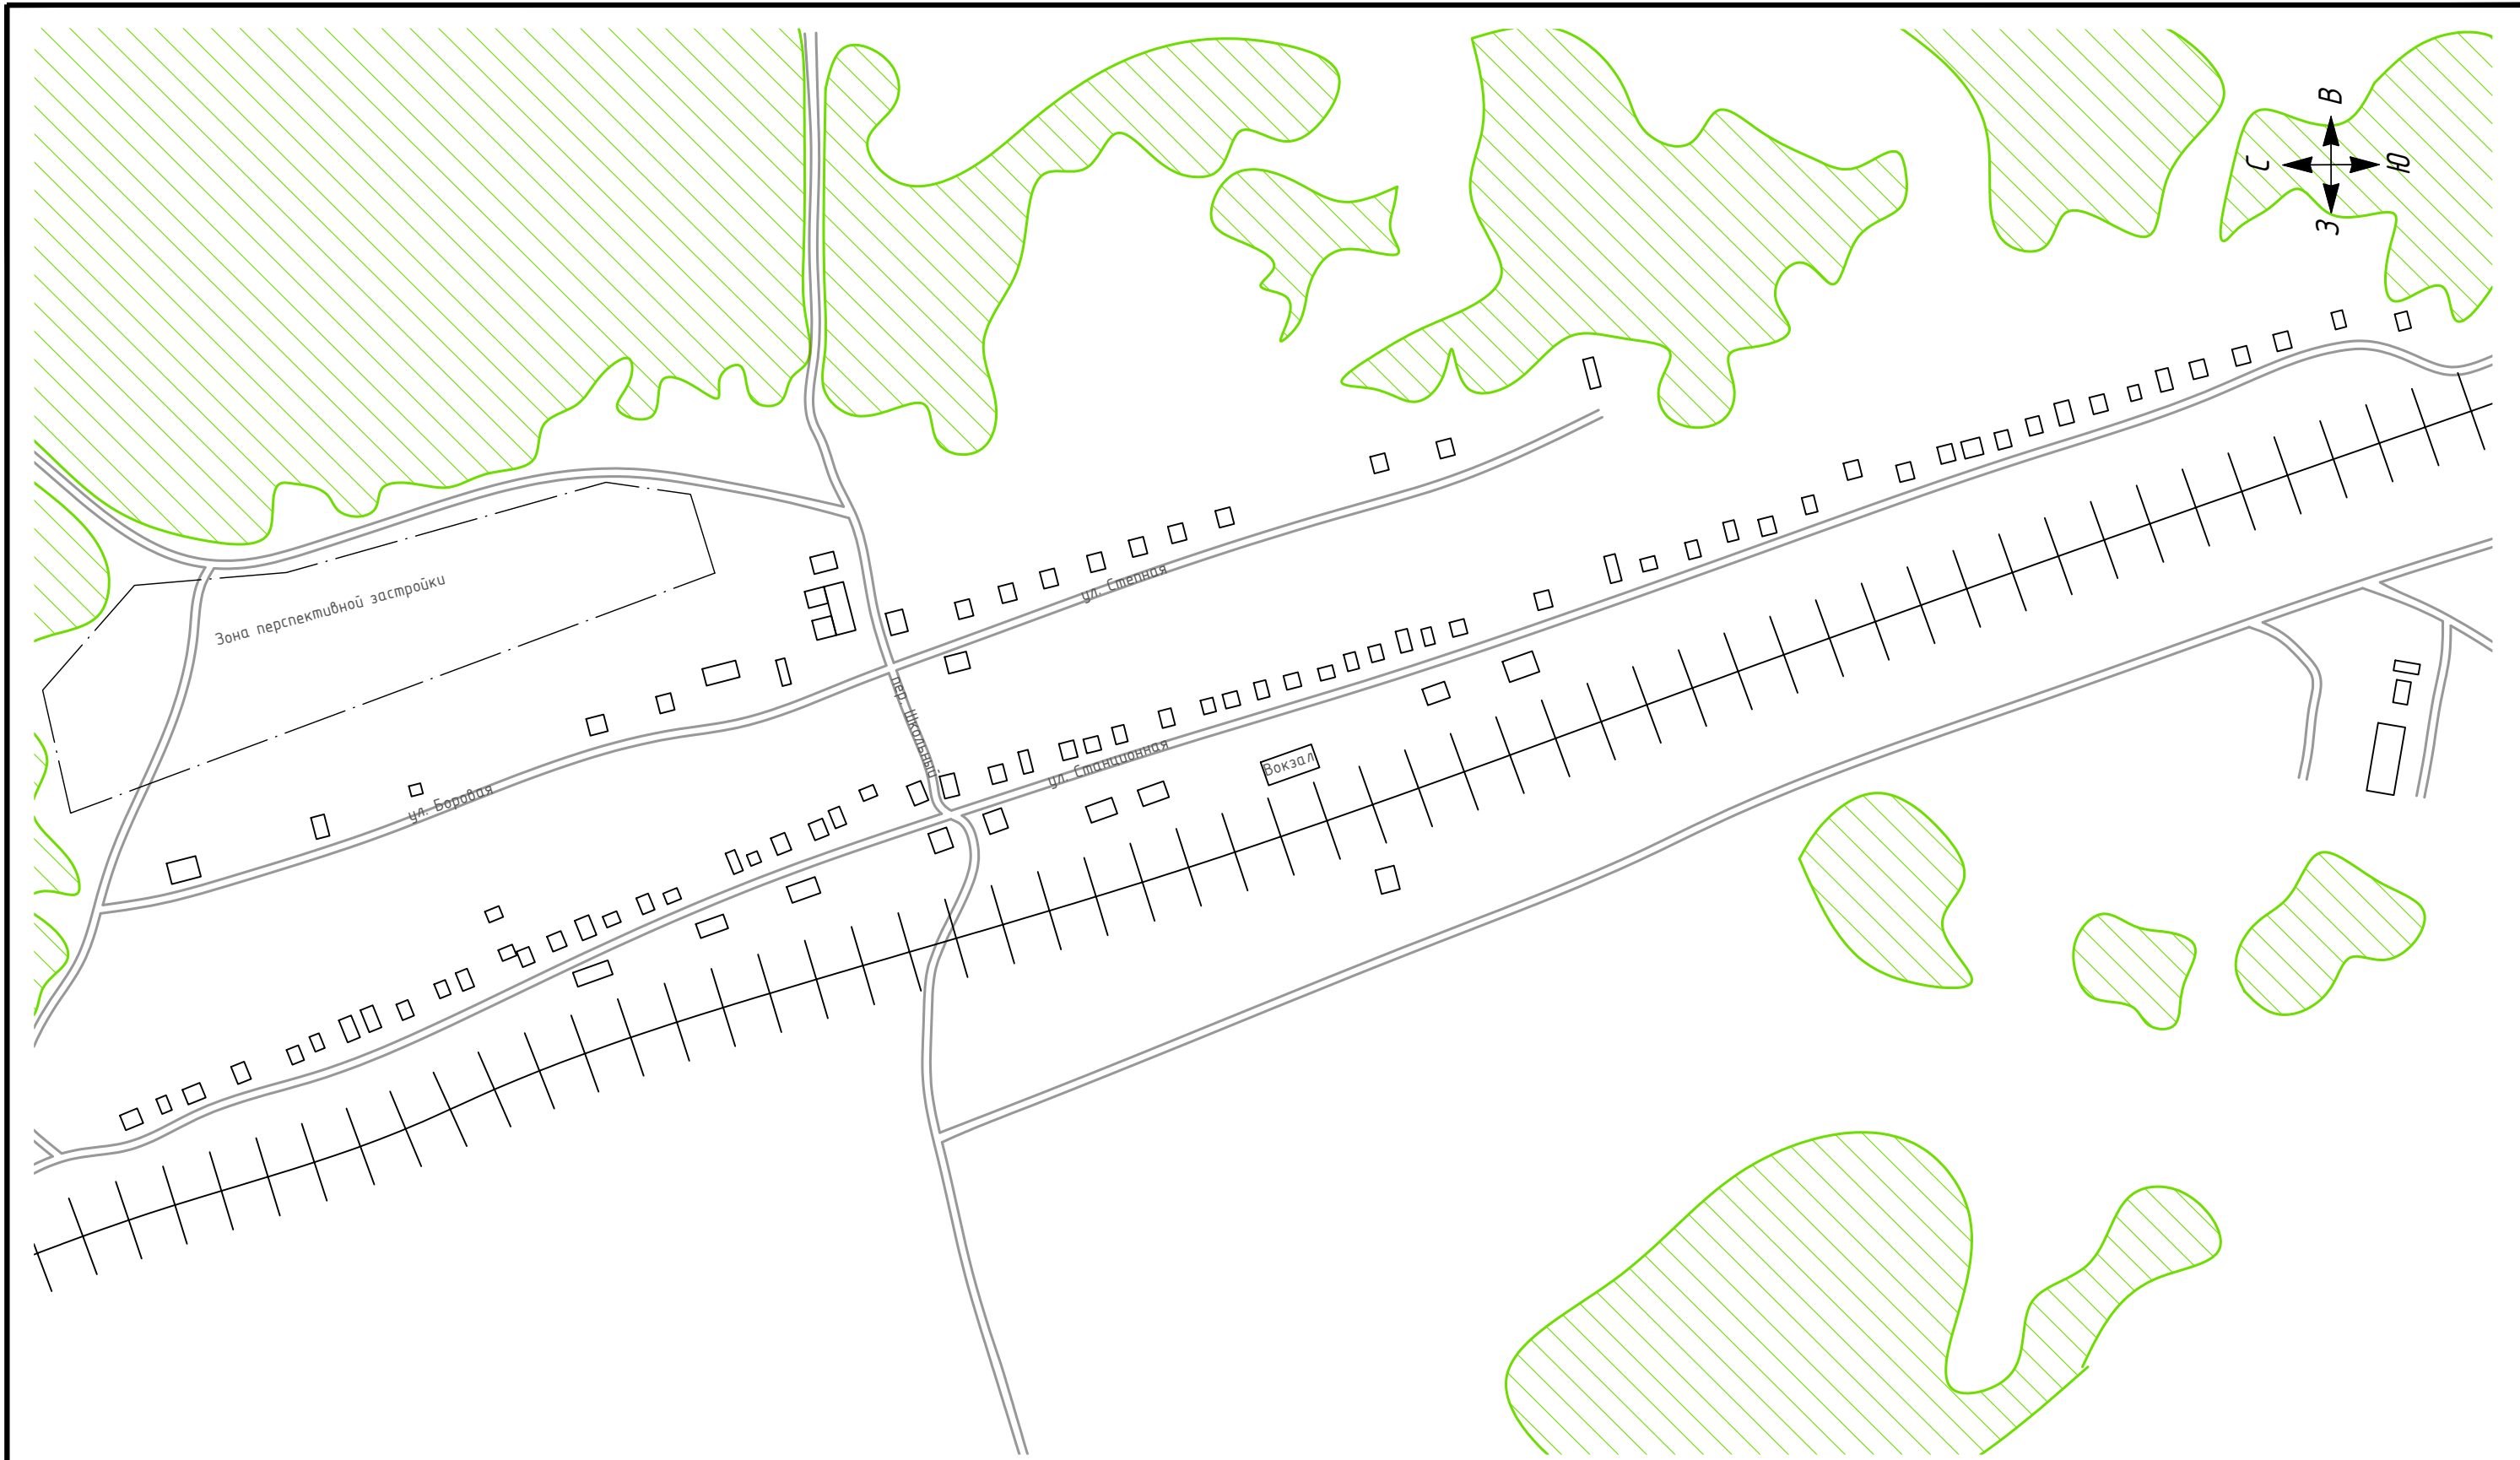 В
С
Ю
З
Зона перспективной застройки
ул. Степная
пер. Школьный
ул. Станционная
Вокзал
ул. Боровая